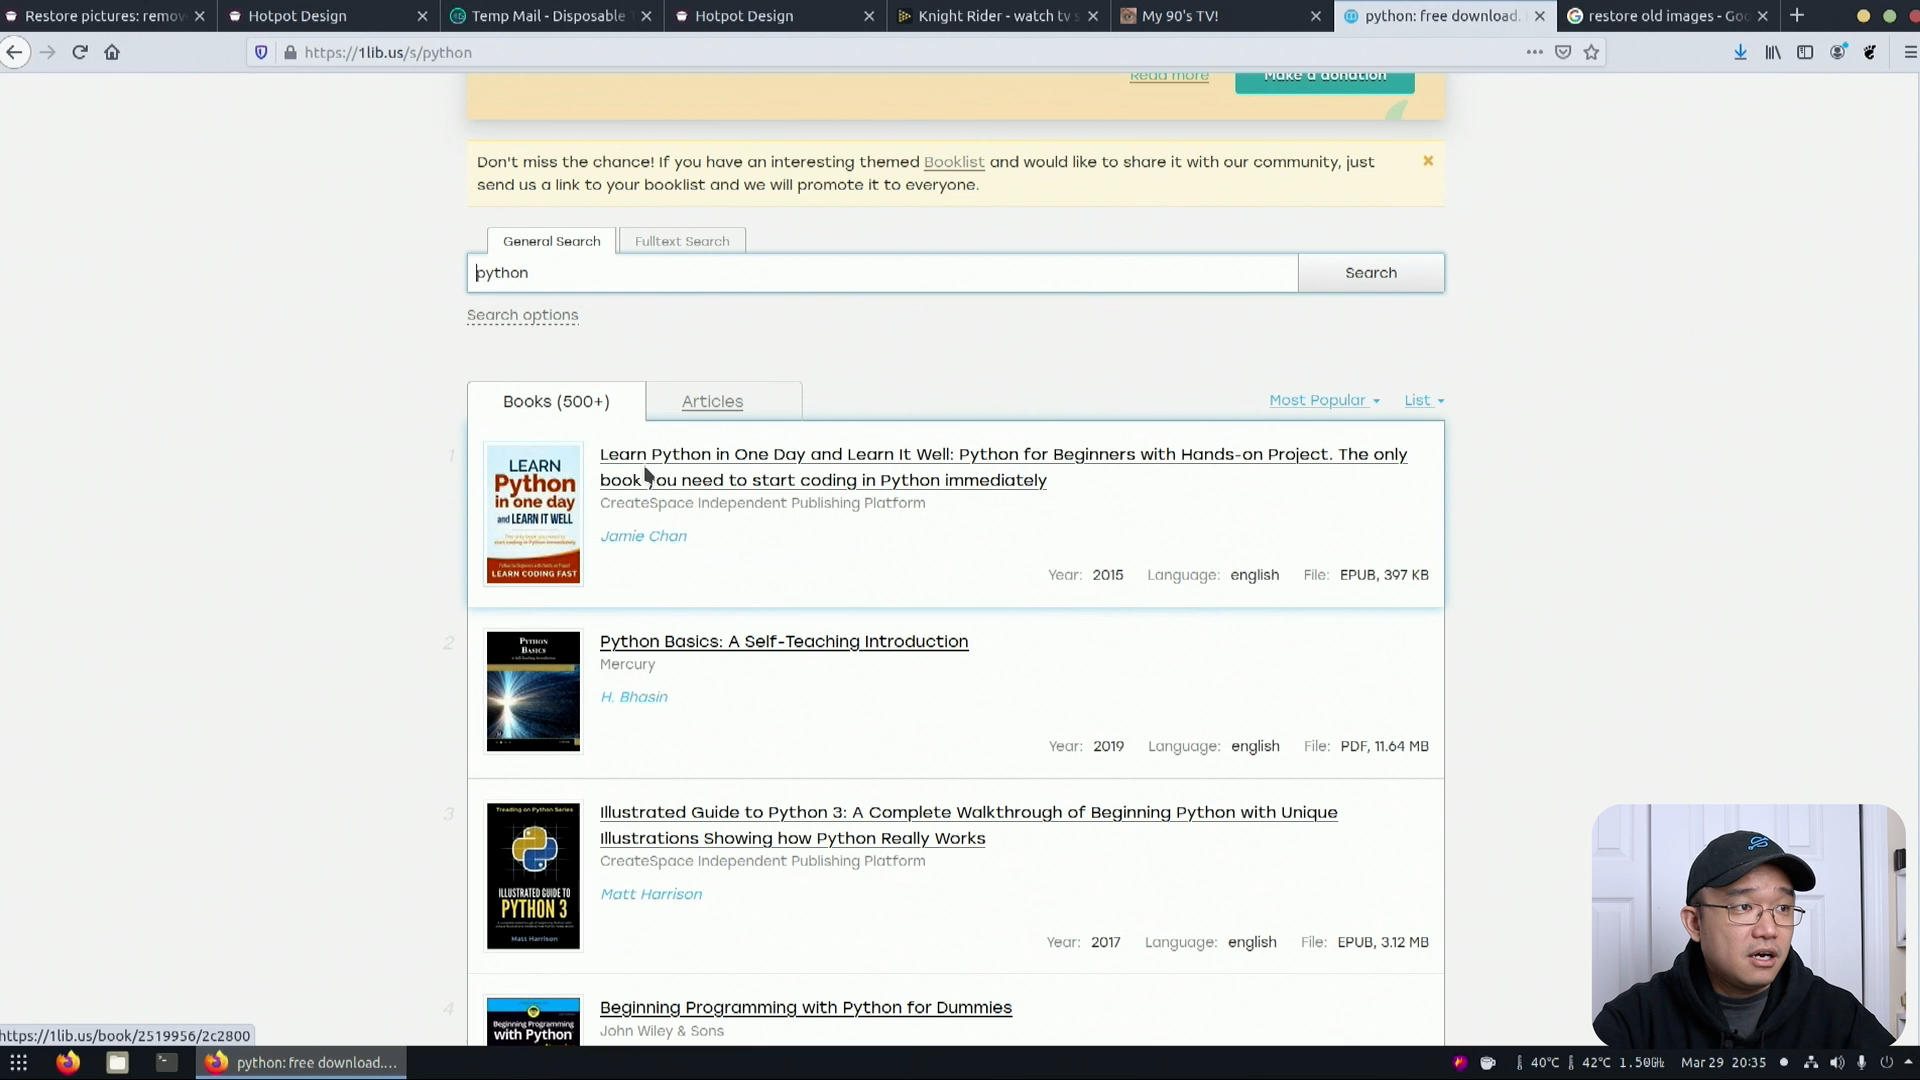 Restore pictures: remov
Hotpot Design
Temp Mail - Disposable T
Hotpot Design
Knight Rider - watch tv s
My 90's TV!
python: free download.
restore old images - Goo
https://1lib.us/s/python
Read more
Make a donation
Don't miss the chance! If you have an interesting themed Booklist and would like to share it with our community, just
send us a link to your booklist and we will promote it to everyone.
General Search
Fulltext Search
python
Search
Search options
Books (500+)
Articles
Most Popular
List
1
LEARN
Python
in one day
and LEARN IT WELL
LEARN CODING FAST
Learn Python in One Day and Learn It Well: Python for Beginners with Hands-on Project. The only
book you need to start coding in Python immediately
CreateSpace Independent Publishing Platform
Jamie Chan
Year: 2015 Language: english File: EPUB, 397 KB
2
PYTHON
BASICS
Python Basics: A Self-Teaching Introduction
Mercury
H. Bhasin
Year: 2019 Language: english File: PDF, 11.64 MB
3
Treading on Python Series
ILLUSTRATED GUIDE TO
PYTHON 3
Matt Harrison
Illustrated Guide to Python 3: A Complete Walkthrough of Beginning Python with Unique
Illustrations Showing how Python Really Works
CreateSpace Independent Publishing Platform
Matt Harrison
Year: 2017 Language: english File: EPUB, 3.12 MB
4
Beginning Programming
with Python
Beginning Programming with Python for Dummies
John Wiley & Sons
https://1lib.us/book/2519956/2c2800
python: free download....
40°C
42°C 1.50GHz
Mar 29 20:35